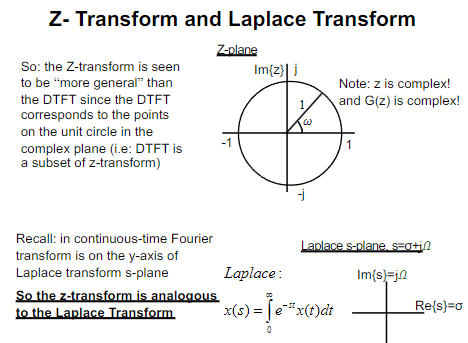 Z- Transform and Laplace Transform
So: the Z-transform is seen
to be “more general” than
the DTFT since the DTFT
corresponds to the points
on the unit circle in the
complex plane (i.e: DTFT is
a subset of z-transform)
Z-plane
Im{z} j
1
ω
-1
1
-j
Note: z is complex!
and G(z) is complex!
Recall: in continuous-time Fourier
transform is on the y-axis of
Laplace transform s-plane
So the z-transform is analogous
to the Laplace Transform
Laplace :
x(s) = ∫₀^∞ e^{-st} x(t)dt
Laplace s-plane, s=σ+jΩ
Im{s}=jΩ
Re{s}=σ